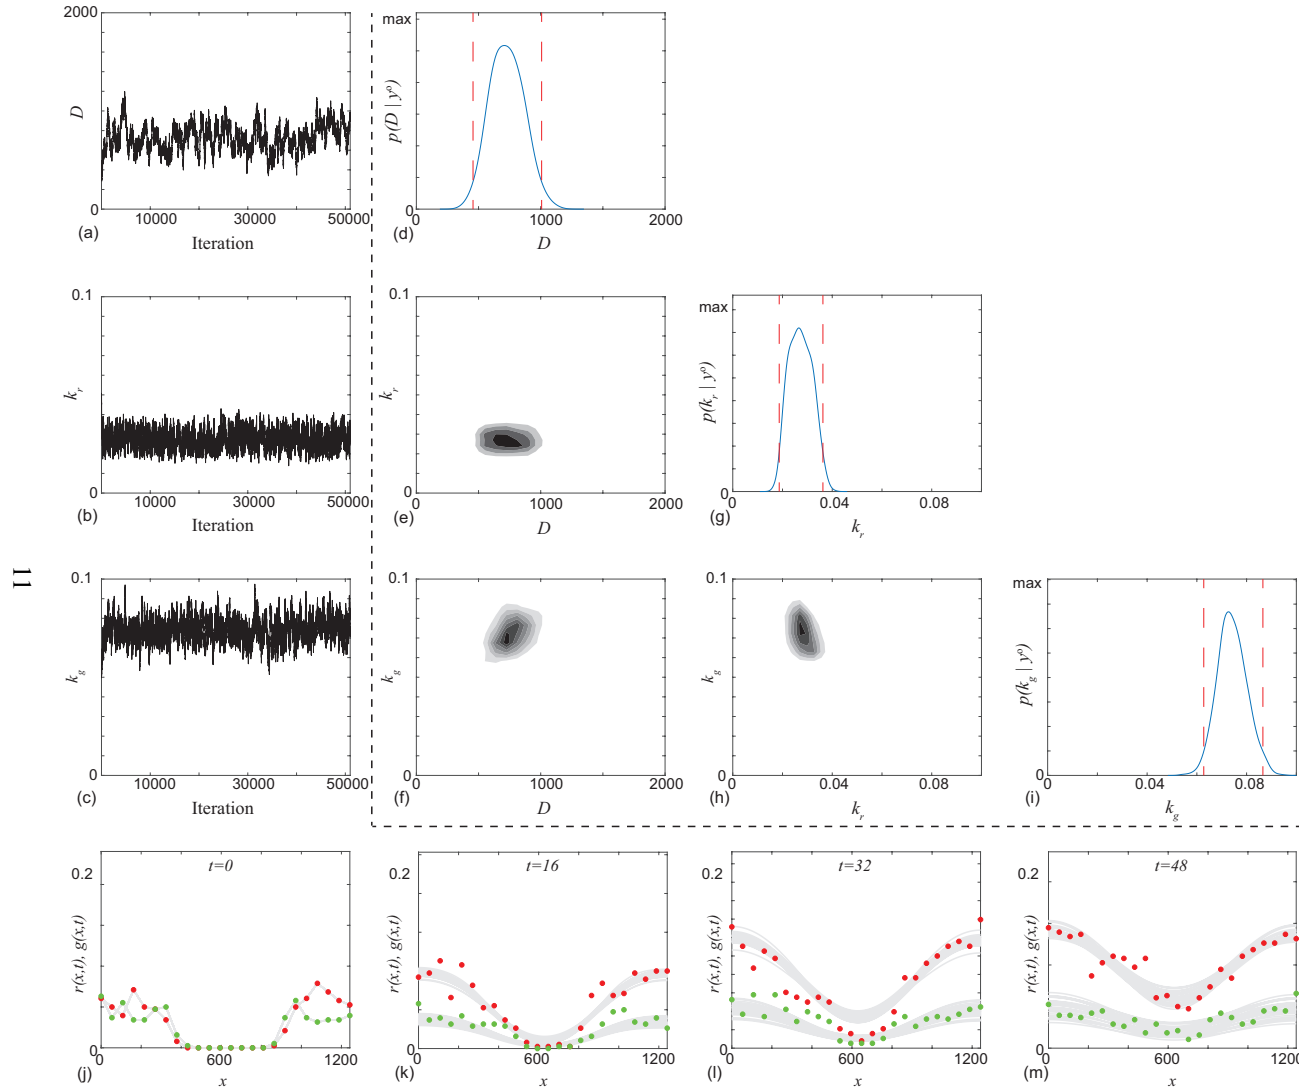 2000
D
0
10000
30000
50000
(a)
Iteration
max
p(D | yᵒ)
0
1000
2000
(d)
D
0.1
k_r
0
10000
30000
50000
(b)
Iteration
0.1
k_r
0
0
1000
2000
(e)
D
max
p(k_r | yᵒ)
0
0.04
0.08
(g)
k_r
11
0.1
k_g
0
10000
30000
50000
(c)
Iteration
0.1
k_g
0
0
1000
2000
(f)
D
0.1
k_g
0
0
0.04
0.08
(h)
k_r
max
p(k_g | yᵒ)
0
0.04
0.08
(i)
k_g
t=0
0.2
r(x,t), g(x,t)
0
600
1200
(j)
x
t=16
0.2
r(x,t), g(x,t)
0
0
600
1200
(k)
x
t=32
0.2
r(x,t), g(x,t)
0
0
600
1200
(l)
x
t=48
0.2
r(x,t), g(x,t)
0
0
600
1200
(m)
x